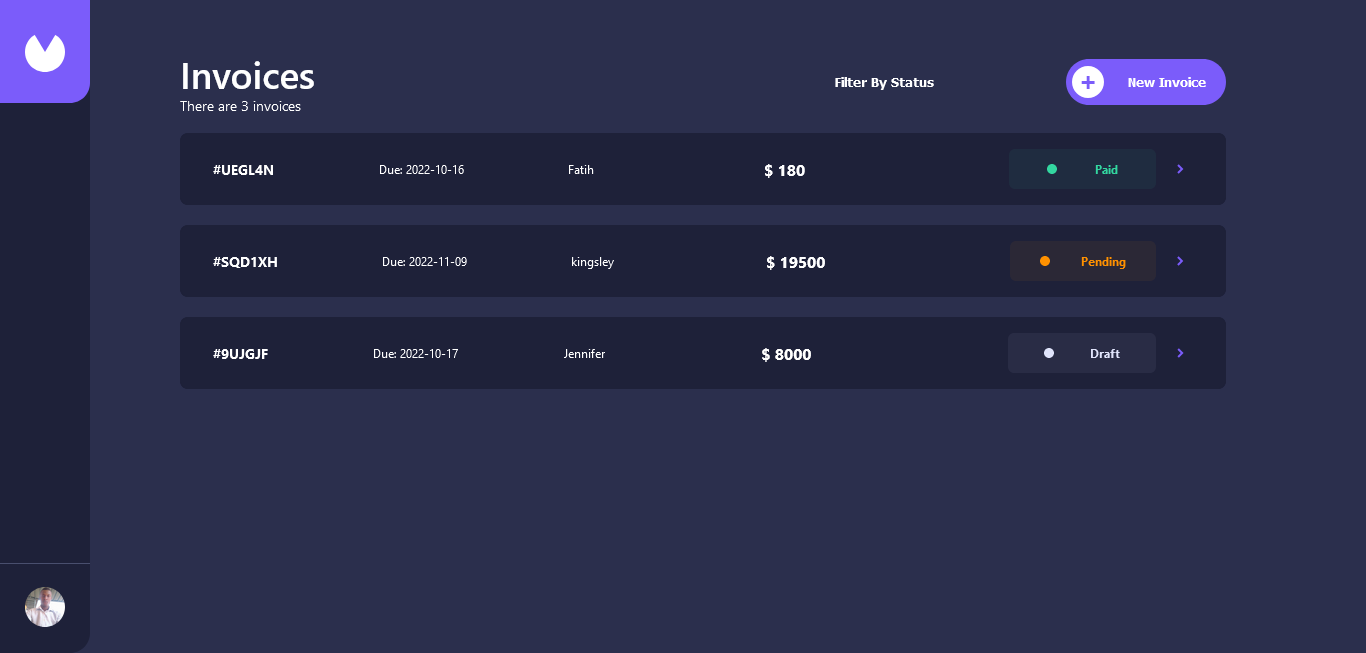 Invoices
There are 3 invoices
Filter By Status
New Invoice
#UEGL4N Due: 2022-10-16 Fatih $ 180 Paid
#SQD1XH Due: 2022-11-09 kingsley $ 19500 Pending
#9UJGJF Due: 2022-10-17 Jennifer $ 8000 Draft